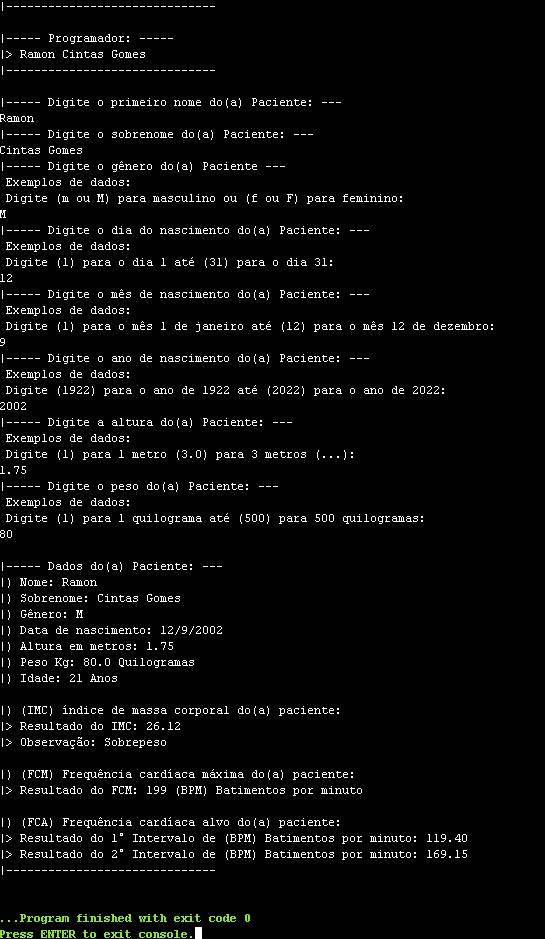 |------------------------------
|----- Programador: -----
|> Ramon Cintas Gomes
|------------------------------
|----- Digite o primeiro nome do(a) Paciente: ---
Ramon
|----- Digite o sobrenome do(a) Paciente: ---
Cintas Gomes
|----- Digite o gênero do(a) Paciente ---
Exemplos de dados:
Digite (m ou M) para masculino ou (f ou F) para feminino:
M
|----- Digite o dia do nascimento do(a) Paciente: ---
Exemplos de dados:
Digite (1) para o dia 1 até (31) para o dia 31:
12
|----- Digite o mês de nascimento do(a) Paciente: ---
Exemplos de dados:
Digite (1) para o mês 1 de janeiro até (12) para o mês 12 de dezembro:
9
|----- Digite o ano de nascimento do(a) Paciente: ---
Exemplos de dados:
Digite (1922) para o ano de 1922 até (2022) para o ano de 2022:
2002
|----- Digite a altura do(a) Paciente: ---
Exemplos de dados:
Digite (1) para 1 metro (3.0) para 3 metros (...):
1.75
|----- Digite o peso do(a) Paciente: ---
Exemplos de dados:
Digite (1) para 1 quilograma até (500) para 500 quilogramas:
80
|----- Dados do(a) Paciente: ---
|) Nome: Ramon
|) Sobrenome: Cintas Gomes
|) Gênero: M
|) Data de nascimento: 12/9/2002
|) Altura em metros: 1.75
|) Peso Kg: 80.0 Quilogramas
|) Idade: 21 Anos
|) (IMC) índice de massa corporal do(a) paciente:
|> Resultado do IMC: 26.12
|> Observação: Sobrepeso
|) (FCM) Frequência cardíaca máxima do(a) paciente:
|> Resultado do FCM: 199 (BPM) Batimentos por minuto
|) (FCA) Frequência cardíaca alvo do(a) paciente:
|> Resultado do 1° Intervalo de (BPM) Batimentos por minuto: 119.40
|> Resultado do 2° Intervalo de (BPM) Batimentos por minuto: 169.15
|------------------------------
...Program finished with exit code 0
Press ENTER to exit console.